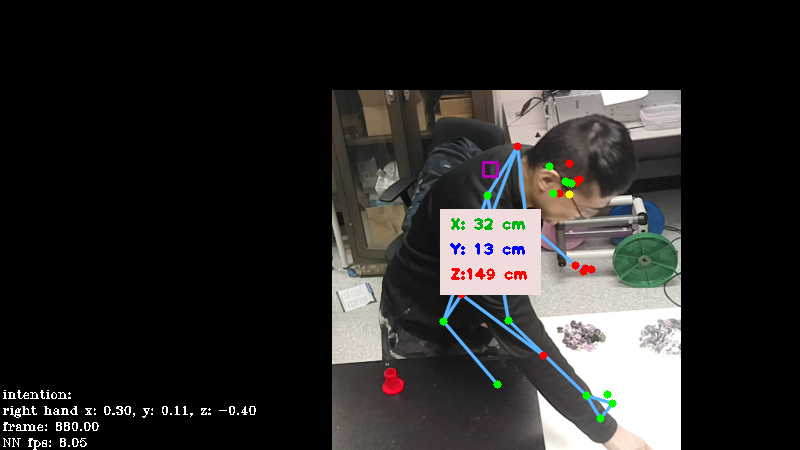 X: 32 cm
Y: 13 cm
Z:149 cm
intention:
right hand x: 0.30, y: 0.11, z: -0.40
frame: 880.00
NN fps: 8.05